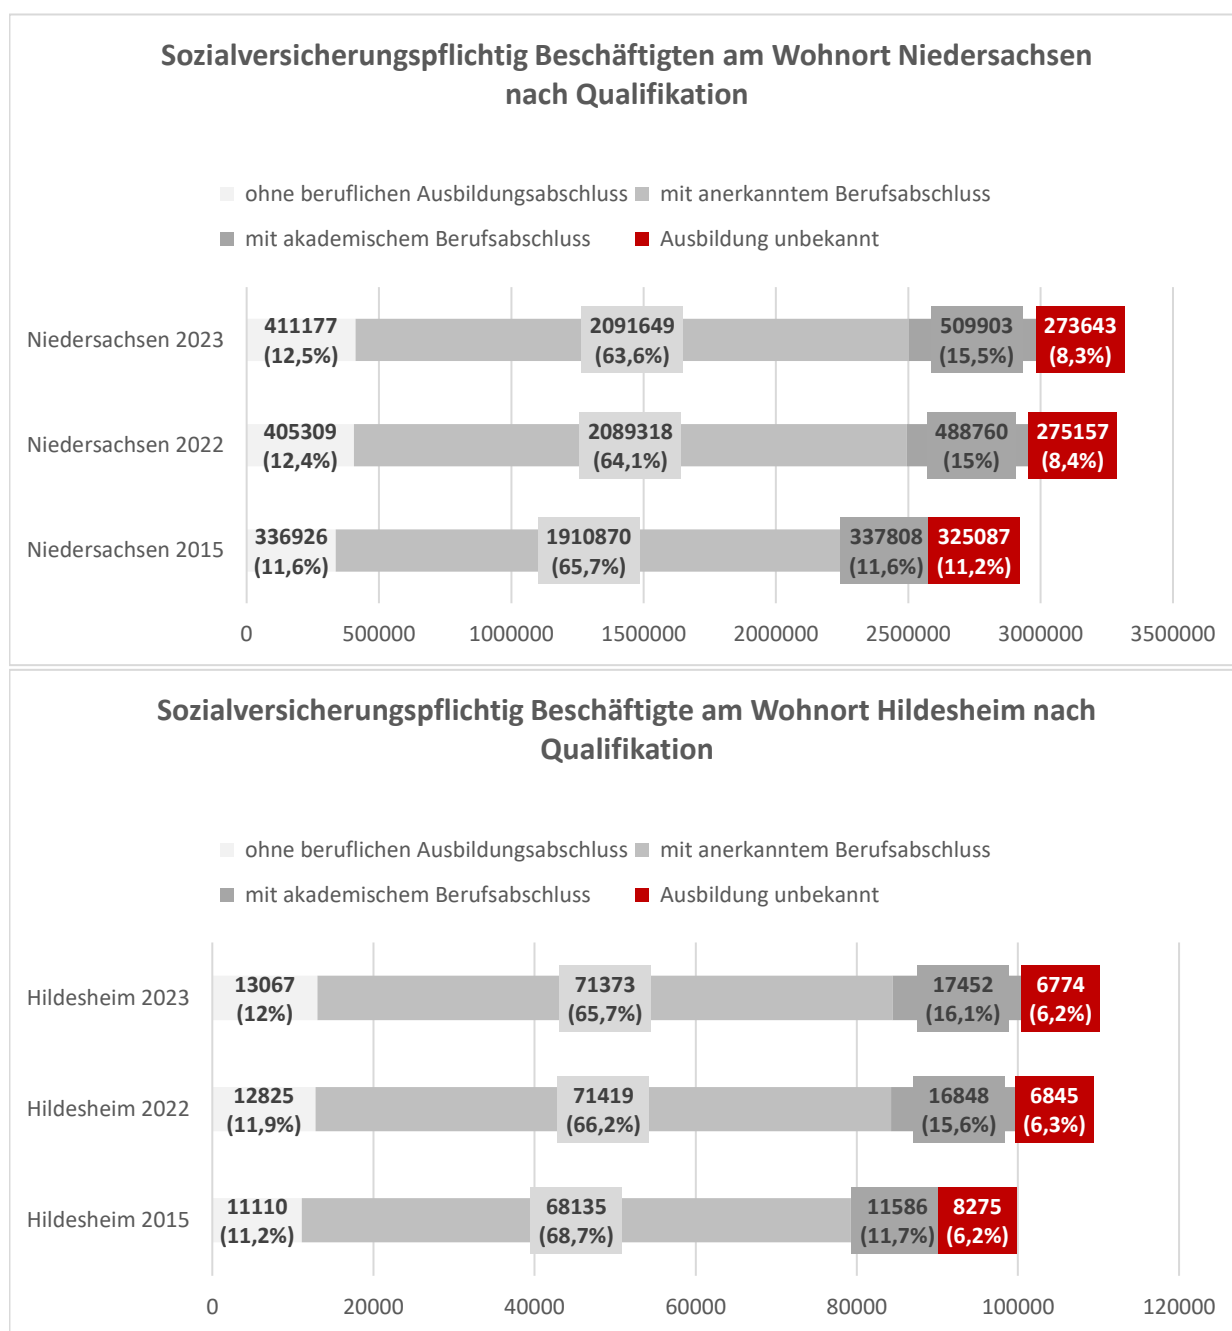 Sozialversicherungspflichtig Beschäftigten am Wohnort Niedersachsen
nach Qualifikation
ohne beruflichen Ausbildungsabschluss
mit anerkanntem Berufsabschluss
mit akademischem Berufsabschluss
Ausbildung unbekannt
Niedersachsen 2023
411177
(12,5%)
2091649
(63,6%)
509903
(15,5%)
273643
(8,3%)
Niedersachsen 2022
405309
(12,4%)
2089318
(64,1%)
488760
(15%)
275157
(8,4%)
Niedersachsen 2015
336926
(11,6%)
1910870
(65,7%)
337808
(11,6%)
325087
(11,2%)
0 500000 1000000 1500000 2000000 2500000 3000000 3500000
Sozialversicherungspflichtig Beschäftigte am Wohnort Hildesheim nach
Qualifikation
ohne beruflichen Ausbildungsabschluss
mit anerkanntem Berufsabschluss
mit akademischem Berufsabschluss
Ausbildung unbekannt
Hildesheim 2023
13067
(12%)
71373
(65,7%)
17452
(16,1%)
6774
(6,2%)
Hildesheim 2022
12825
(11,9%)
71419
(66,2%)
16848
(15,6%)
6845
(6,3%)
Hildesheim 2015
11110
(11,2%)
68135
(68,7%)
11586
(11,7%)
8275
(6,2%)
0 20000 40000 60000 80000 100000 120000